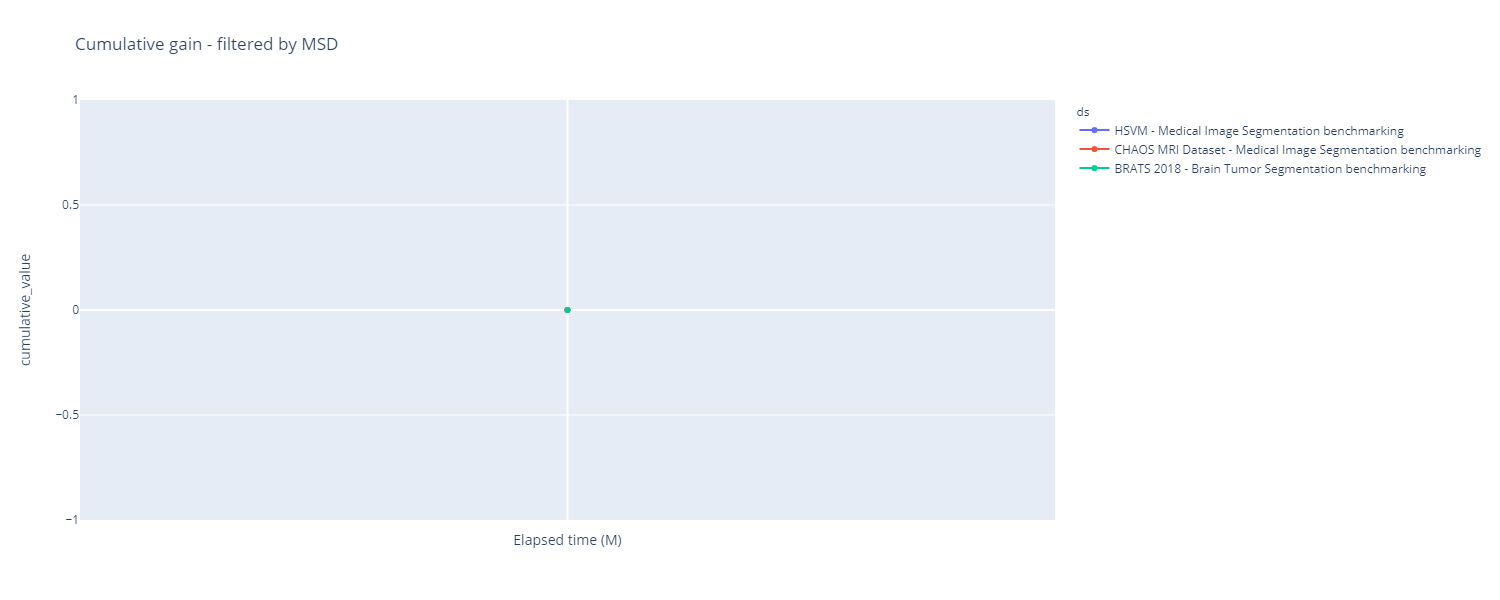 Cumulative gain - filtered by MSD
1
0.5
0
−0.5
−1
cumulative_value
Elapsed time (M)
ds
HSVM - Medical Image Segmentation benchmarking
CHAOS MRI Dataset - Medical Image Segmentation benchmarking
BRATS 2018 - Brain Tumor Segmentation benchmarking